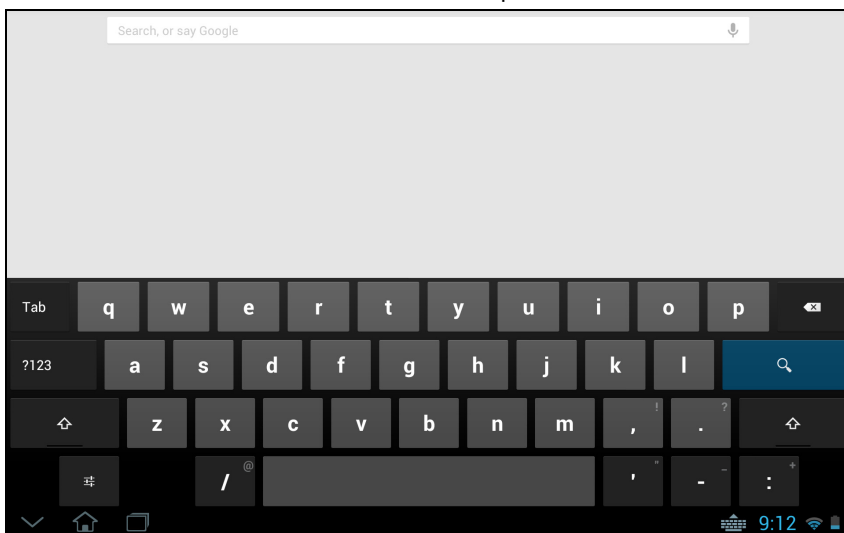 Search, or say Google
Tab q w e r t y u i o p
?123 a s d f g h j k l
z x c v b n m , ! . ?
/ @ ' " - _ : +
9:12